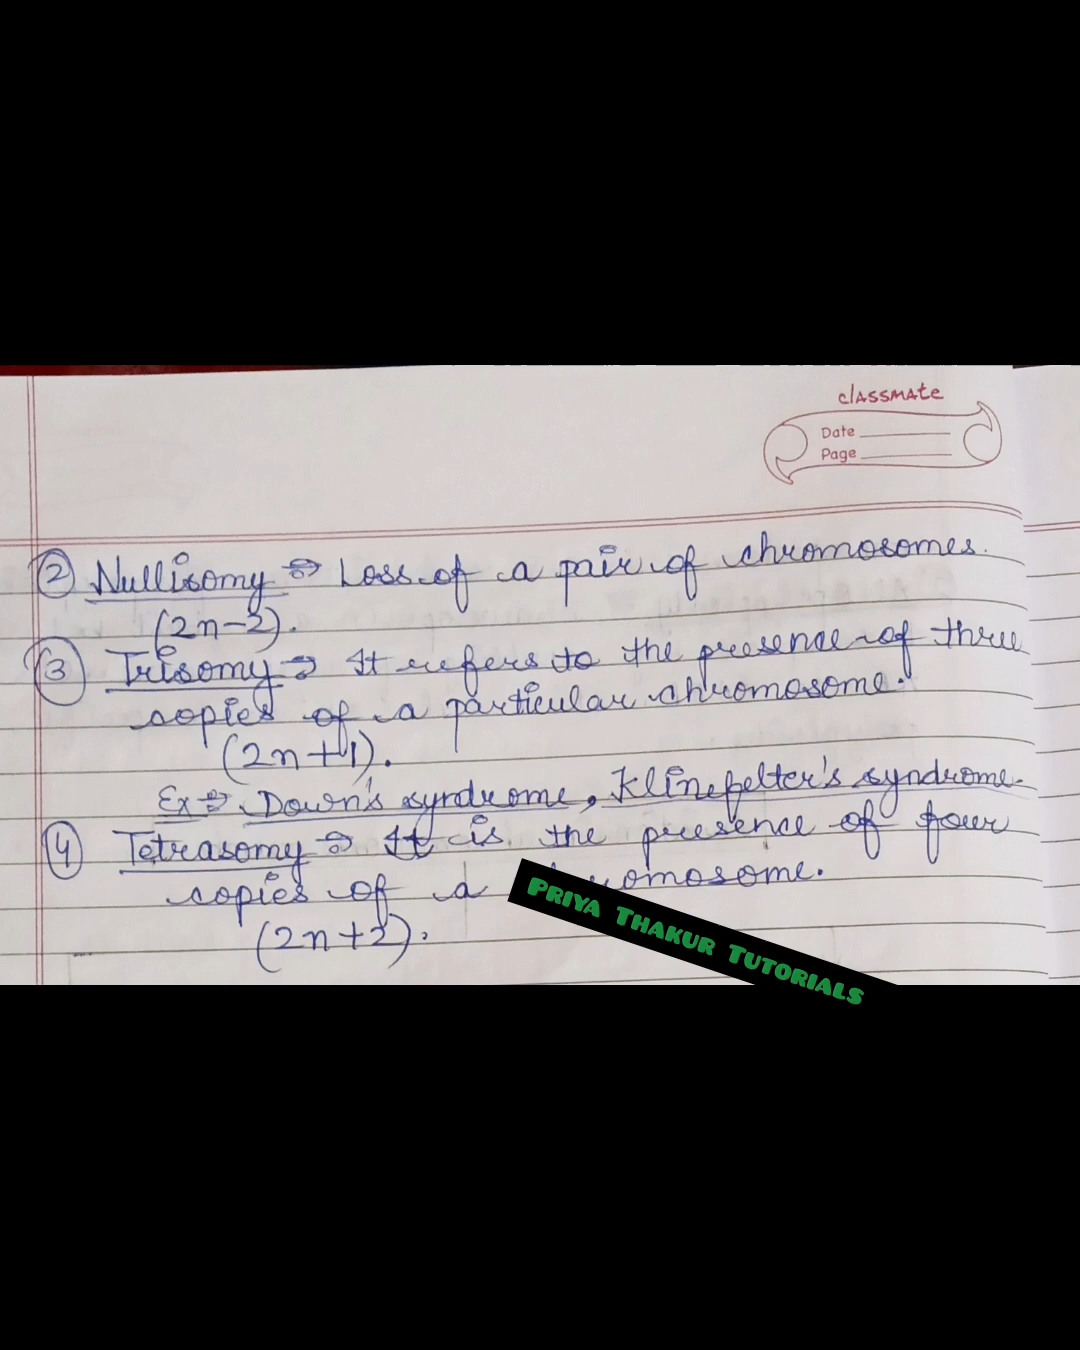 classmate
Date
Page
② Nullisomy ⇒ Loss of a pair of chromosomes.
(2n-2).
③ Trisomy ⇒ It refers to the presence of three
copies of a particular chromosome.
(2n+1).
Ex ⇒ Down's syndrome, Klinefelter's syndrome.
④ Tetrasomy ⇒ It is the presence of four
copies of a
PRIYA THAKUR TUTORIALS
(2n+2).